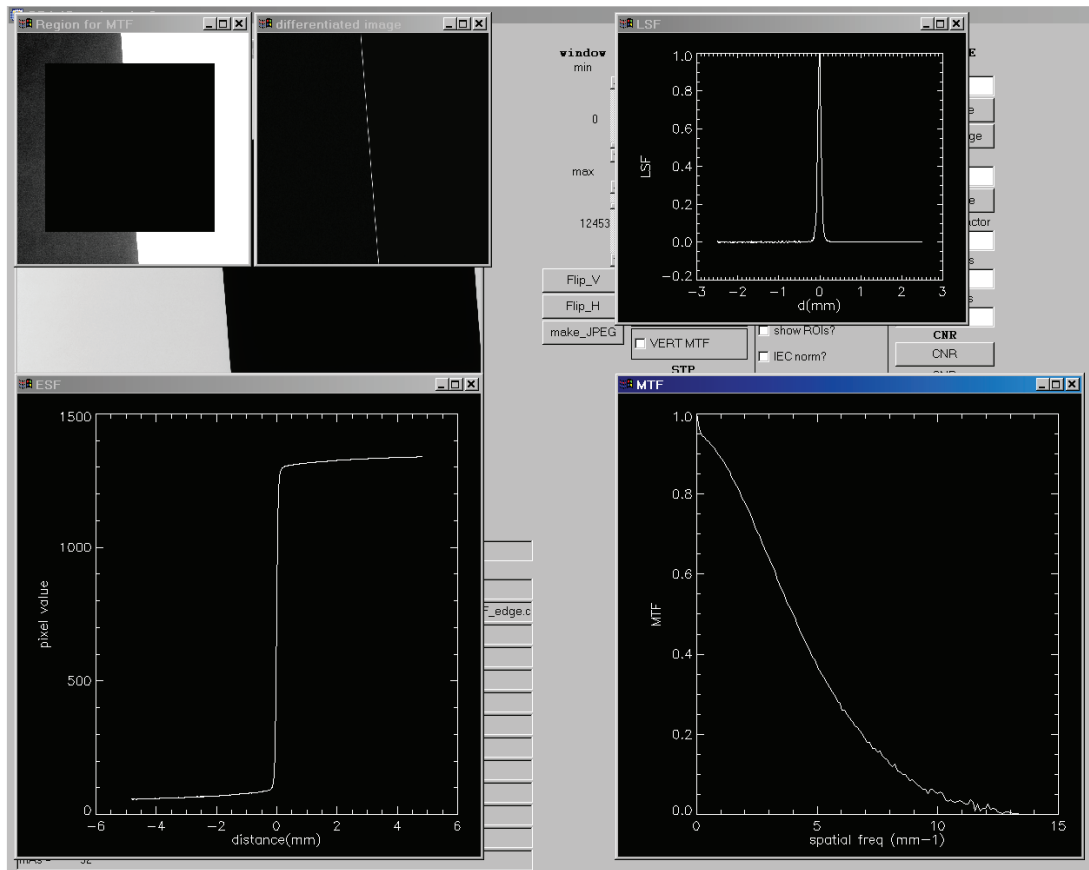 Region for MTF
differentiated image
LSF
window
min
0
max
12453
Flip_V
Flip_H
make_JPEG
VERT MTF
show ROIs?
IEC norm?
STP
E
e
ge
e
actor
s
s
CNR
CNR
LSF
1.0
0.8
0.6
0.4
0.2
0.0
−0.2
−3 −2 −1 0 1 2 3
d(mm)
ESF
1500
1000
500
0
pixel value
−6 −4 −2 0 2 4 6
distance(mm)
F_edge.c
MTF
1.0
0.8
0.6
0.4
0.2
0.0
MTF
0 5 10 15
spatial freq (mm−1)